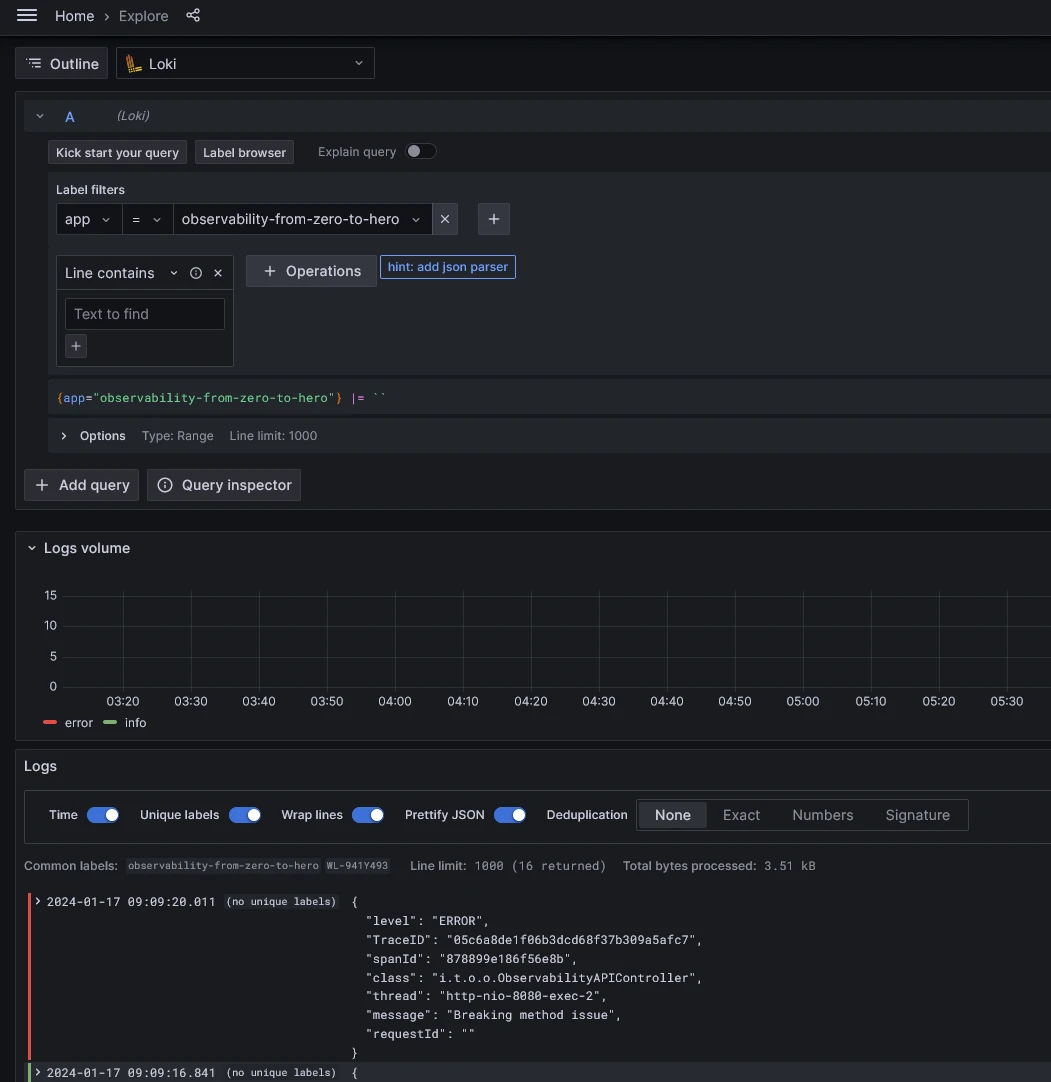 Home › Explore
Outline
Loki
A (Loki)
Kick start your query
Label browser
Explain query
Label filters
app = observability-from-zero-to-hero
Line contains
+ Operations
hint: add json parser
Text to find
+
{app="observability-from-zero-to-hero"} |= ``
Options Type: Range Line limit: 1000
+ Add query
Query inspector
Logs volume
15
10
5
0
03:20 03:30 03:40 03:50 04:00 04:10 04:20 04:30 04:40 04:50 05:00 05:10 05:20 05:30
error info
Logs
Time Unique labels Wrap lines Prettify JSON Deduplication None Exact Numbers Signature
Common labels: observability-from-zero-to-hero WL-941Y493 Line limit: 1000 (16 returned) Total bytes processed: 3.51 kB
2024-01-17 09:09:20.011 (no unique labels) {
"level": "ERROR",
"TraceID": "05c6a8de1f06b3dcd68f37b309a5afc7",
"spanId": "878899e186f56e8b",
"class": "i.t.o.o.ObservabilityAPIController",
"thread": "http-nio-8080-exec-2",
"message": "Breaking method issue",
"requestId": ""
}
2024-01-17 09:09:16.841 (no unique labels) {